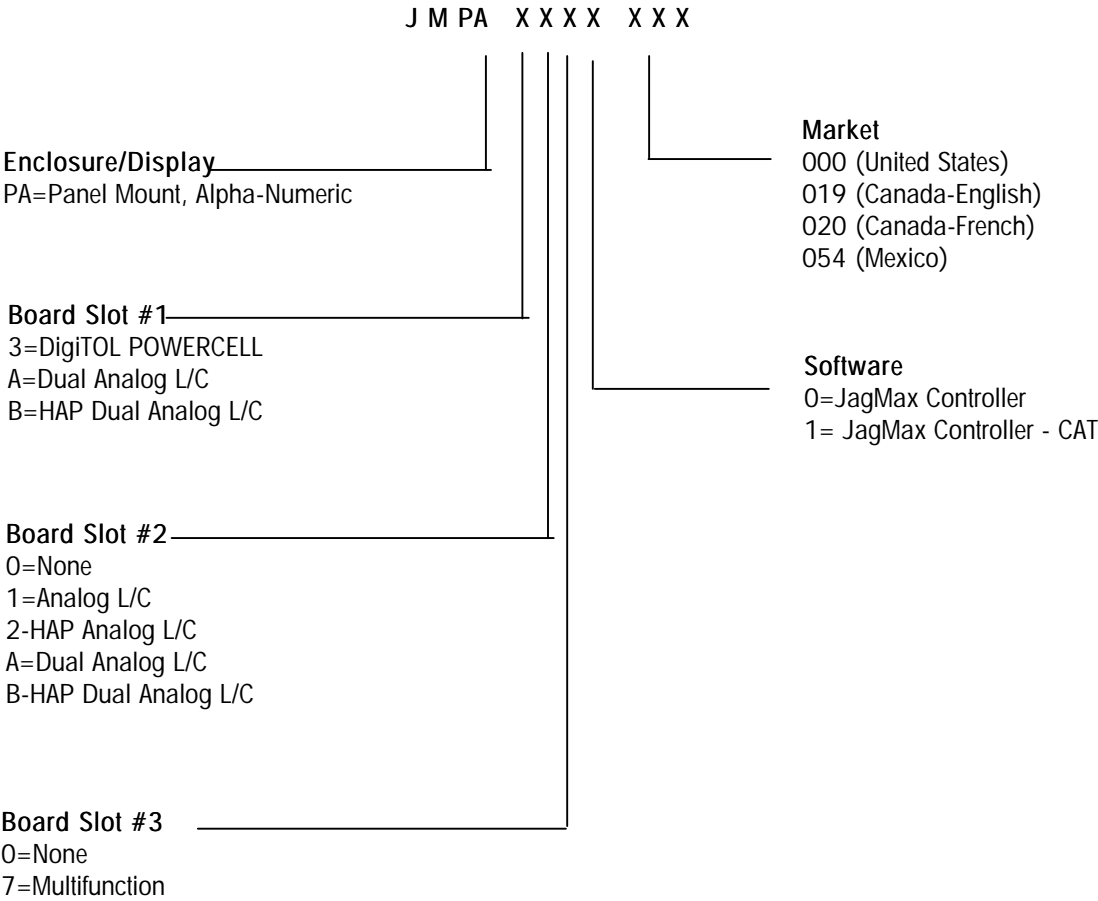 J M PA X X X X X X X
Enclosure/Display
PA=Panel Mount, Alpha-Numeric
Board Slot #1
3=DigiTOL POWERCELL
A=Dual Analog L/C
B=HAP Dual Analog L/C
Board Slot #2
0=None
1=Analog L/C
2-HAP Analog L/C
A=Dual Analog L/C
B-HAP Dual Analog L/C
Board Slot #3
0=None
7=Multifunction
Market
000 (United States)
019 (Canada-English)
020 (Canada-French)
054 (Mexico)
Software
0=JagMax Controller
1= JagMax Controller - CAT